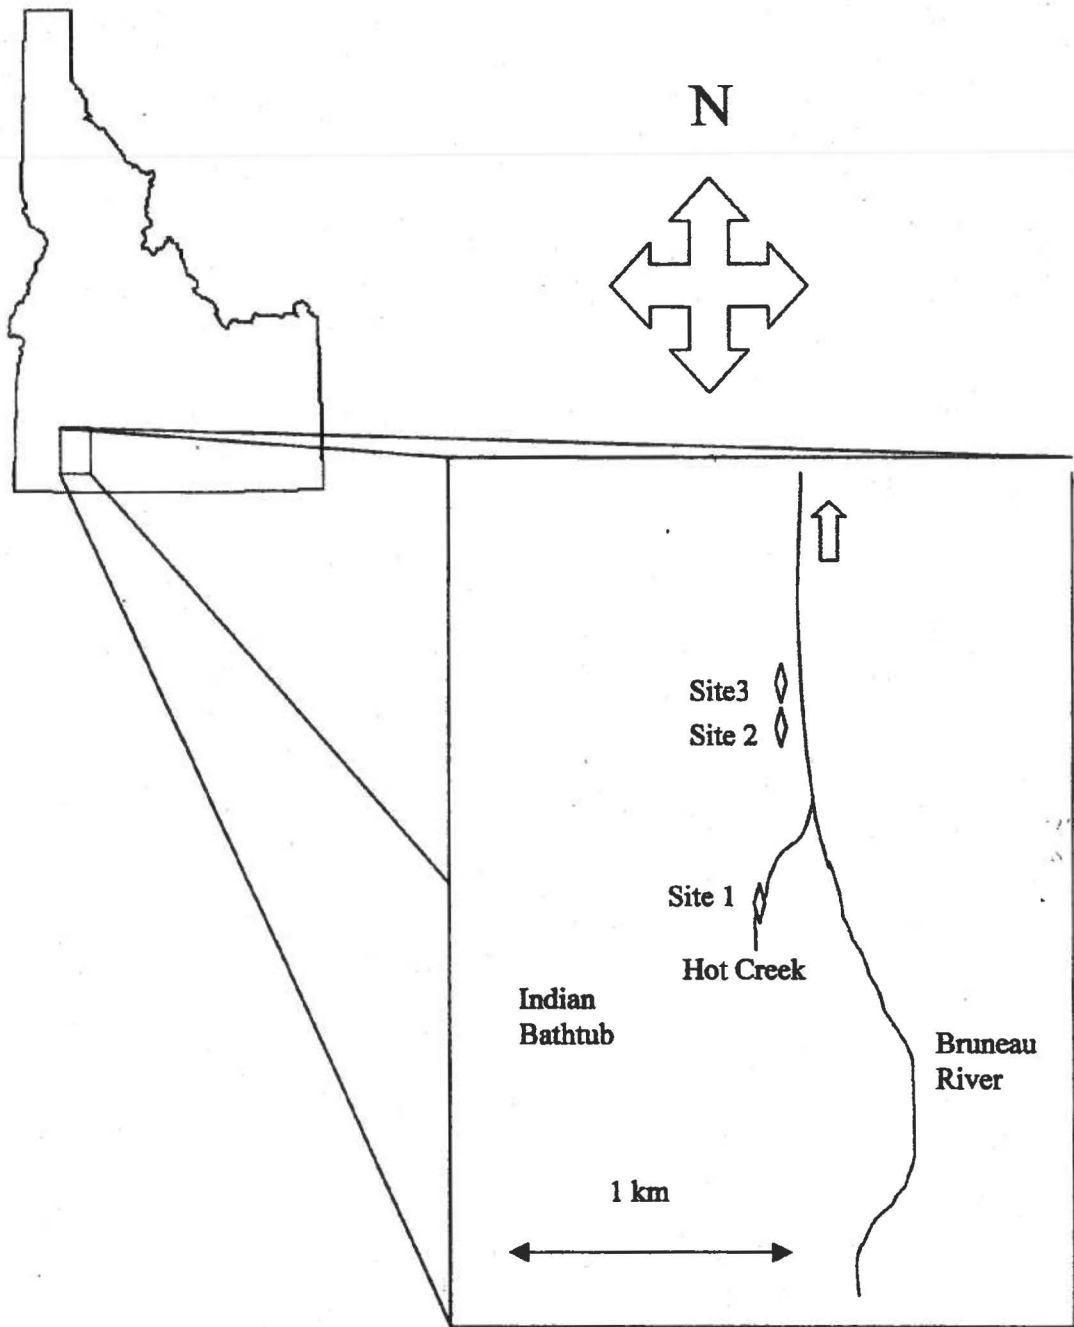 N
Site3
Site 2
Site 1
Hot Creek
Indian
Bathtub
Bruneau
River
1 km